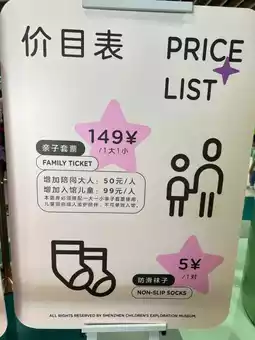 价目表
PRICE
LIST
亲子套票
FAMILY TICKET
149¥
/1大1小
增加陪同大人：50元/人
增加入馆儿童：99元/人
防滑袜子
NON-SLIP SOCKS
5¥
/1对
ALL RIGHTS RESERVED BY SHENZHEN CHILDREN'S EXPLORATION MUSEUM.